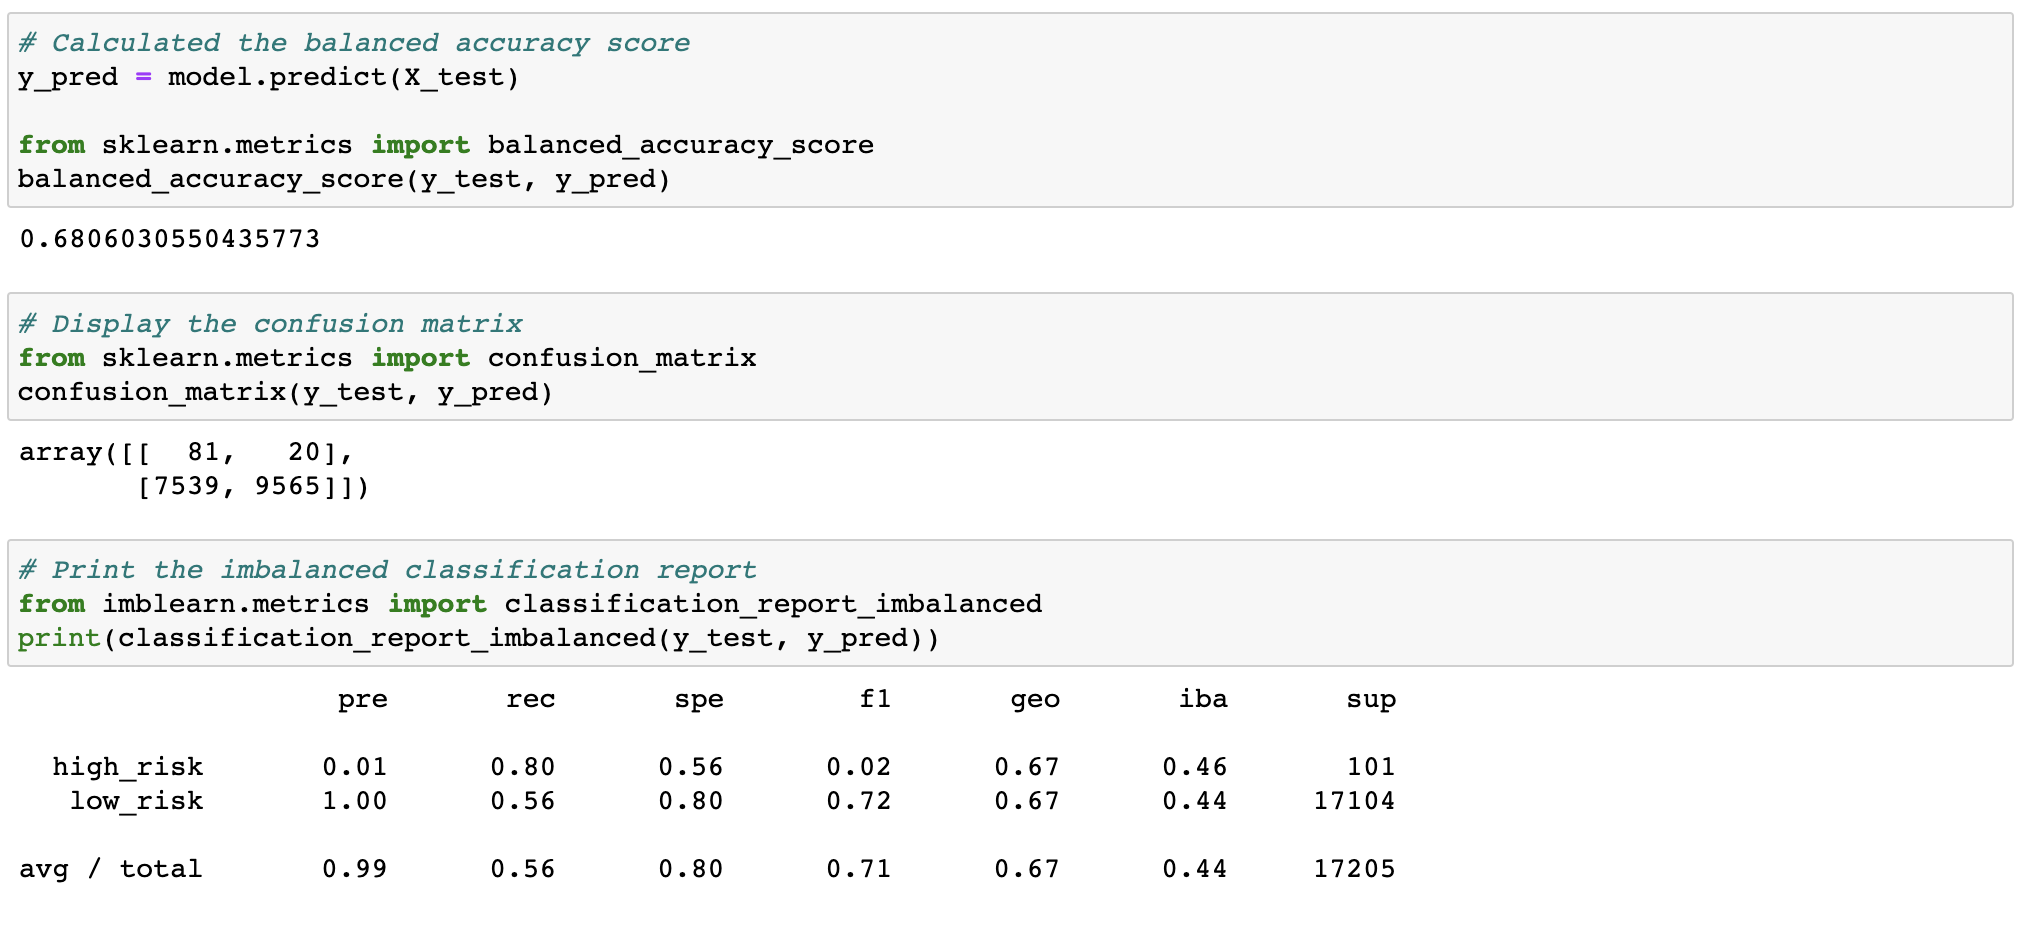 # Calculated the balanced accuracy score
y_pred = model.predict(X_test)
from sklearn.metrics import balanced_accuracy_score
balanced_accuracy_score(y_test, y_pred)
0.6806030550435773
# Display the confusion matrix
from sklearn.metrics import confusion_matrix
confusion_matrix(y_test, y_pred)
array([[  81,   20],
       [7539, 9565]])
# Print the imbalanced classification report
from imblearn.metrics import classification_report_imbalanced
print(classification_report_imbalanced(y_test, y_pred))
                   pre       rec       spe        f1       geo       iba       sup
  high_risk       0.01      0.80      0.56      0.02      0.67      0.46       101
   low_risk       1.00      0.56      0.80      0.72      0.67      0.44     17104
avg / total       0.99      0.56      0.80      0.71      0.67      0.44     17205